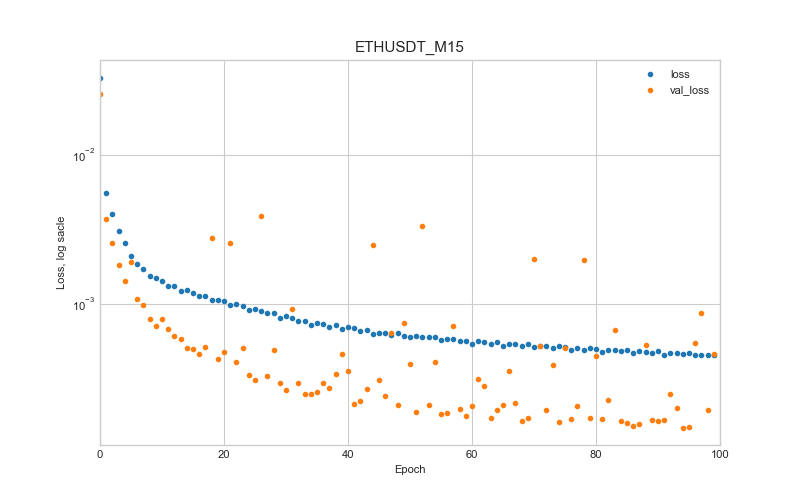 ETHUSDT_M15
loss
val_loss
Loss, log sacle
10⁻²
10⁻³
0 20 40 60 80 100
Epoch